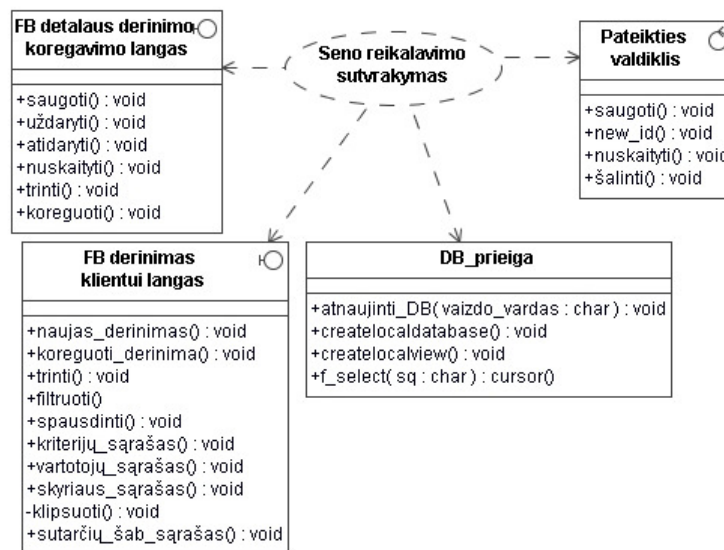 FB detalaus derinimo
koregavimo langas
+saugoti() : void
+uždaryti() : void
+atidaryti() : void
+nuskaityti() : void
+trinti() : void
+koreguoti() : void
Seno reikalavimo
sutvrakymas
Pateikties
valdiklis
+saugoti() : void
+new_id() : void
+nuskaityti() : void
+šalinti() : void
FB derinimas
klientui langas
+naujas_derinimas() : void
+koreguoti_derinima() : void
+trinti() : void
+filtruoti()
+spausdinti() : void
+kriterijų_sąrašas() : void
+vartotojų_sąrašas() : void
+skyriaus_sąrašas() : void
-klipsuoti() : void
+sutarčių_šab_sąrašas() : void
DB_prieiga
+atnaujinti_DB( vaizdo_vardas : char ) : void
+createlocaldatabase() : void
+createlocalview() : void
+f_select( sq : char ) : cursor()